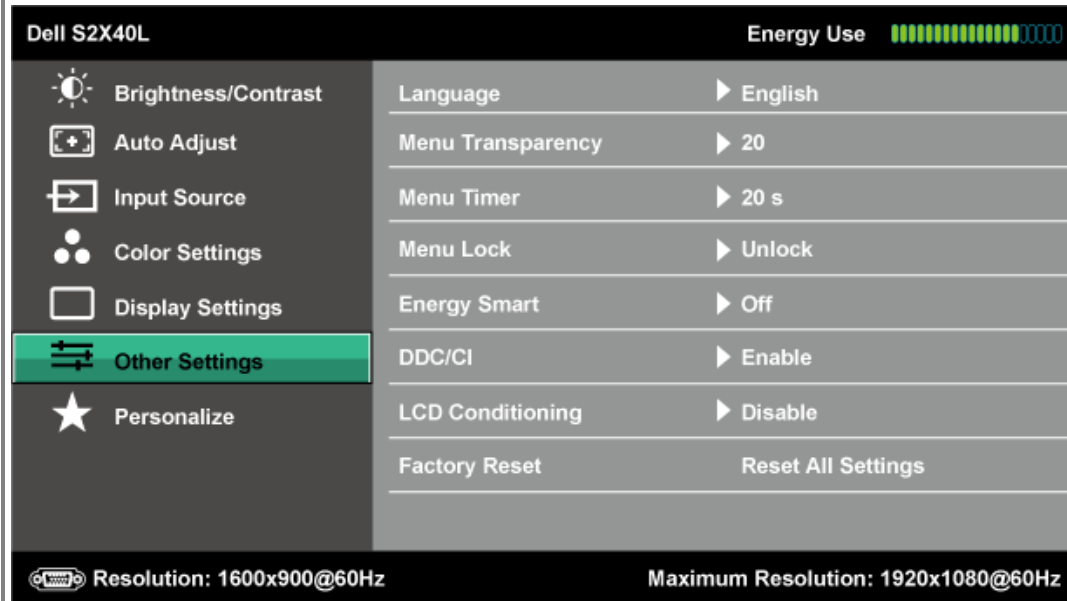 Dell S2X40L Energy Use
Brightness/Contrast
Auto Adjust
Input Source
Color Settings
Display Settings
Other Settings
Personalize
Language English
Menu Transparency 20
Menu Timer 20 s
Menu Lock Unlock
Energy Smart Off
DDC/CI Enable
LCD Conditioning Disable
Factory Reset Reset All Settings
Resolution: 1600x900@60Hz Maximum Resolution: 1920x1080@60Hz